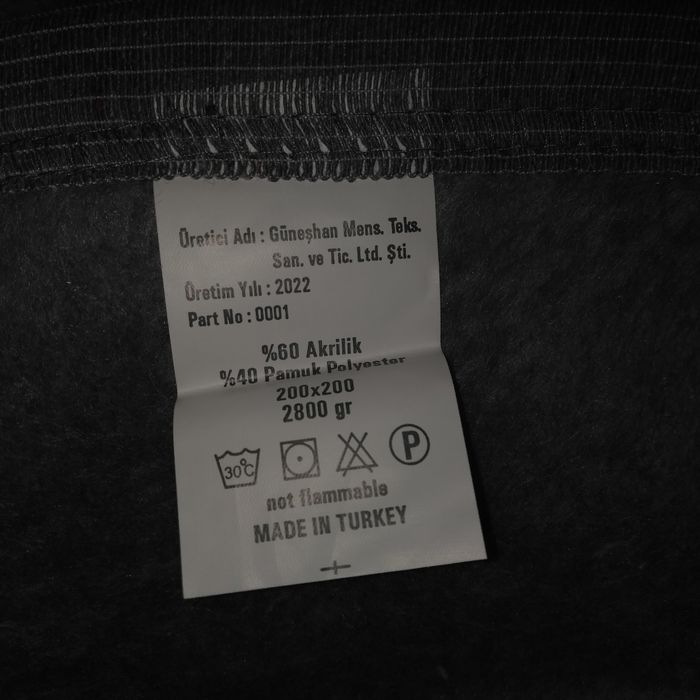 Üretici Adı : Güneşhan Mens. Teks.
San. ve Tic. Ltd. Şti.
Üretim Yılı : 2022
Part No : 0001
%60 Akrilik
%40 Pamuk Polyester
200x200
2800 gr
30°C P
not flammable
MADE IN TURKEY